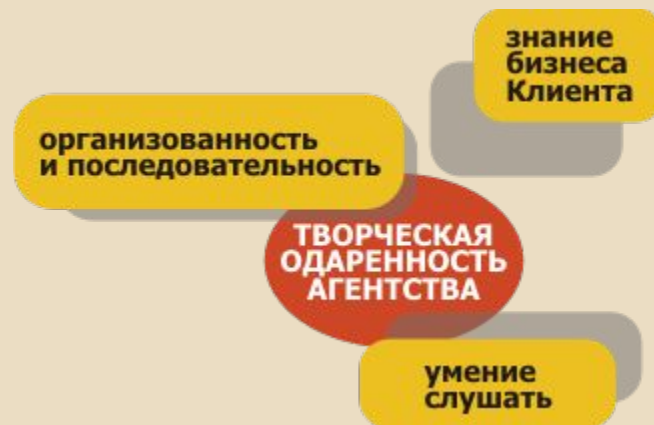 знание
бизнеса
Клиента
организованность
и последовательность
ТВОРЧЕСКАЯ
ОДАРЕННОСТЬ
АГЕНТСТВА
умение
слушать